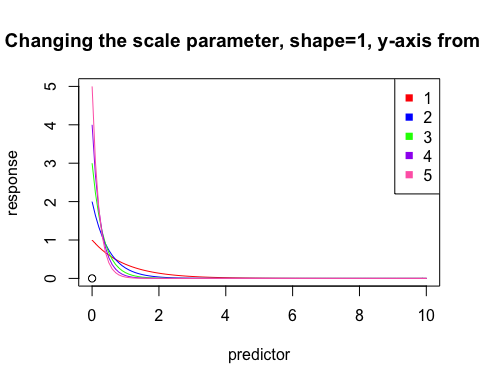 Changing the scale parameter, shape=1, y-axis from
response
5
4
3
2
1
0
0 2 4 6 8 10
predictor
1
2
3
4
5